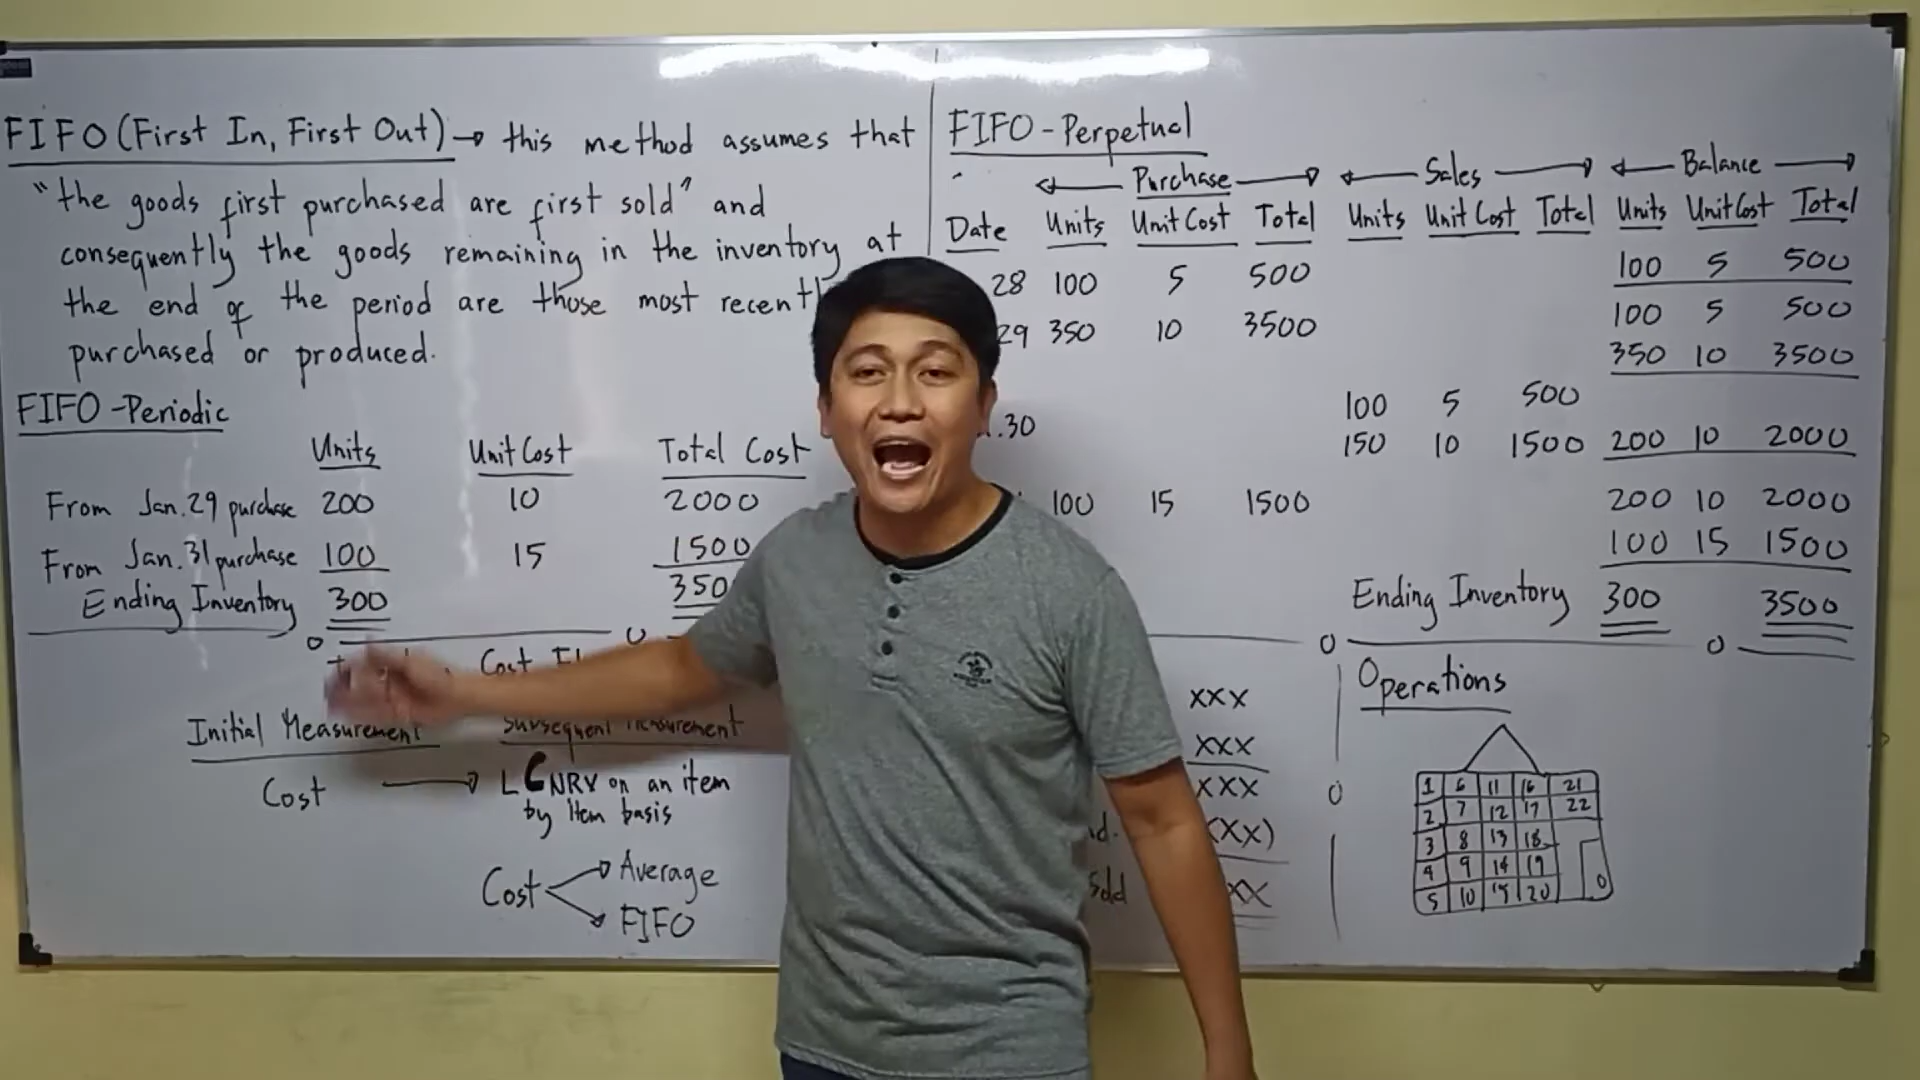 FIFO (First In, First Out) → this method assumes that
"the goods first purchased are first sold" and
consequently the goods remaining in the inventory at
the end of the period are those most
purchased or produced.
FIFO - Periodic
Units Unit Cost Total Cost
From Jan. 29 purchase 200 10 2000
From Jan. 31 purchase 100 15 1500
Ending Inventory 300
Cost
Initial Measurement Subsequent Measurement
Cost → LCNRV on an item
by item basis
Cost Average
FIFO
FIFO - Perpetual
Purchase Sales Balance
Date Units Unit Cost Total Units Unit Cost Total Units Unit Cost Total
100 5 500
28 100 5 500
100 5 500
29 350 10 3500 350 10 3500
100 5 500
.30 150 10 1500 200 10 2000
100 15 1500 200 10 2000
100 15 1500
Ending Inventory 300 3500
XXX
XXX
XXX
d. (XX)
Sold XX
Operations
1 6 11 16 21
2 7 12 17 22
3 8 13 18
4 9 14 19
5 10 15 20